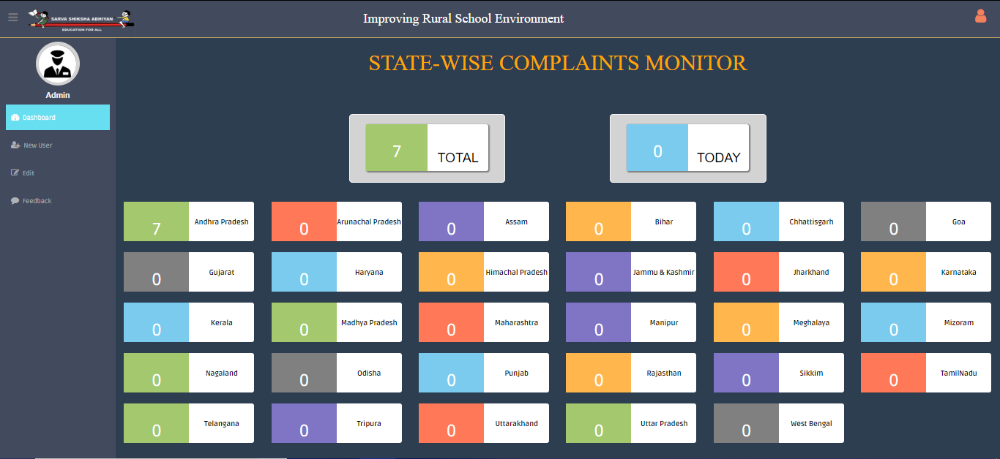 SARVA SHIKSHA ABHIYAN
EDUCATION FOR ALL
Improving Rural School Environment
Admin
Dashboard
New User
Edit
Feedback
STATE-WISE COMPLAINTS MONITOR
7 TOTAL
0 TODAY
7 Andhra Pradesh
0 Arunachal Pradesh
0 Assam
0 Bihar
0 Chhattisgarh
0 Goa
0 Gujarat
0 Haryana
0 Himachal Pradesh
0 Jammu & Kashmir
0 Jharkhand
0 Karnataka
0 Kerala
0 Madhya Pradesh
0 Maharashtra
0 Manipur
0 Meghalaya
0 Mizoram
0 Nagaland
0 Odisha
0 Punjab
0 Rajasthan
0 Sikkim
0 TamilNadu
0 Telangana
0 Tripura
0 Uttarakhand
0 Uttar Pradesh
0 West Bengal